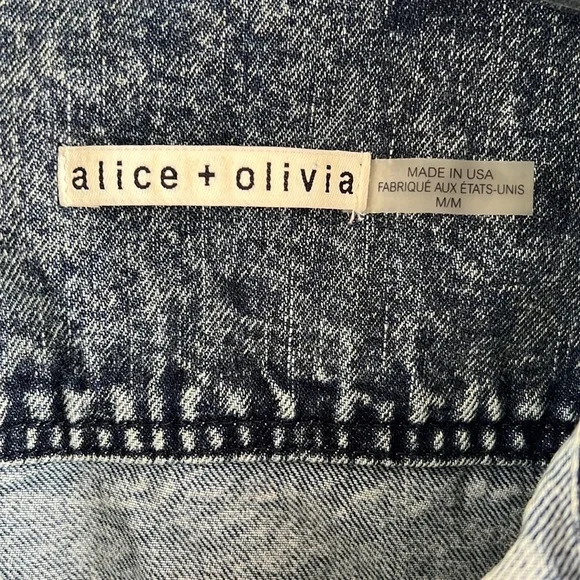 alice + olivia
MADE IN USA
FABRIQUÉ AUX ÉTATS-UNIS
M/M